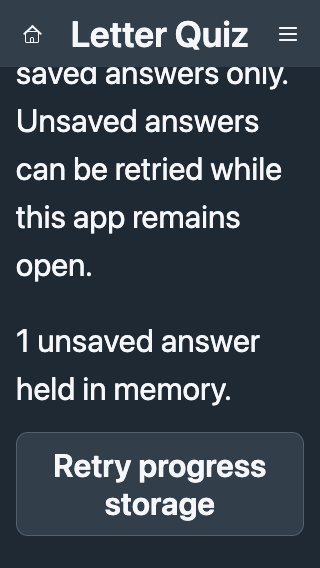 Letter Quiz
saved answers only.
Unsaved answers
can be retried while
this app remains
open.
1 unsaved answer
held in memory.
Retry progress
storage